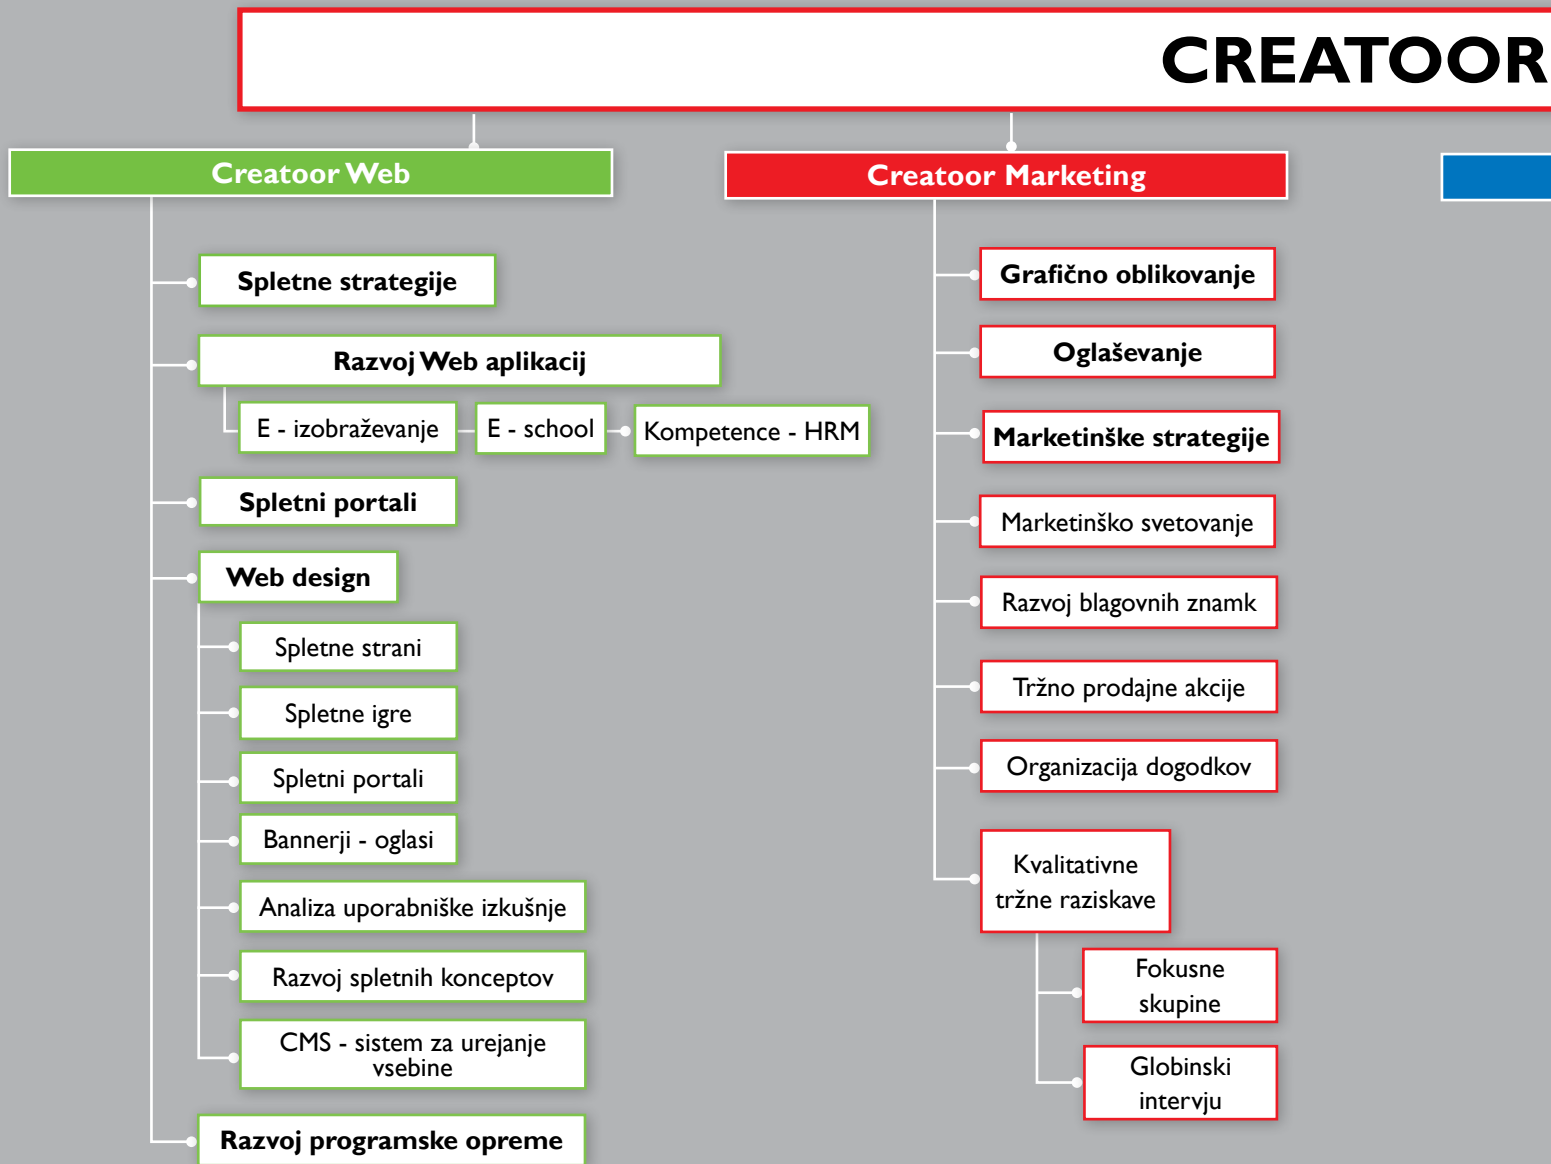 CREATOOR
Creatoor Web
Spletne strategije
Razvoj Web aplikacij
E - izobraževanje
E - school
Kompetence - HRM
Spletni portali
Web design
Spletne strani
Spletne igre
Spletni portali
Bannerji - oglasi
Analiza uporabniške izkušnje
Razvoj spletnih konceptov
CMS - sistem za urejanje
vsebine
Razvoj programske opreme
Creatoor Marketing
Grafično oblikovanje
Oglaševanje
Marketinške strategije
Marketinško svetovanje
Razvoj blagovnih znamk
Tržno prodajne akcije
Organizacija dogodkov
Kvalitativne
tržne raziskave
Fokusne
skupine
Globinski
intervju